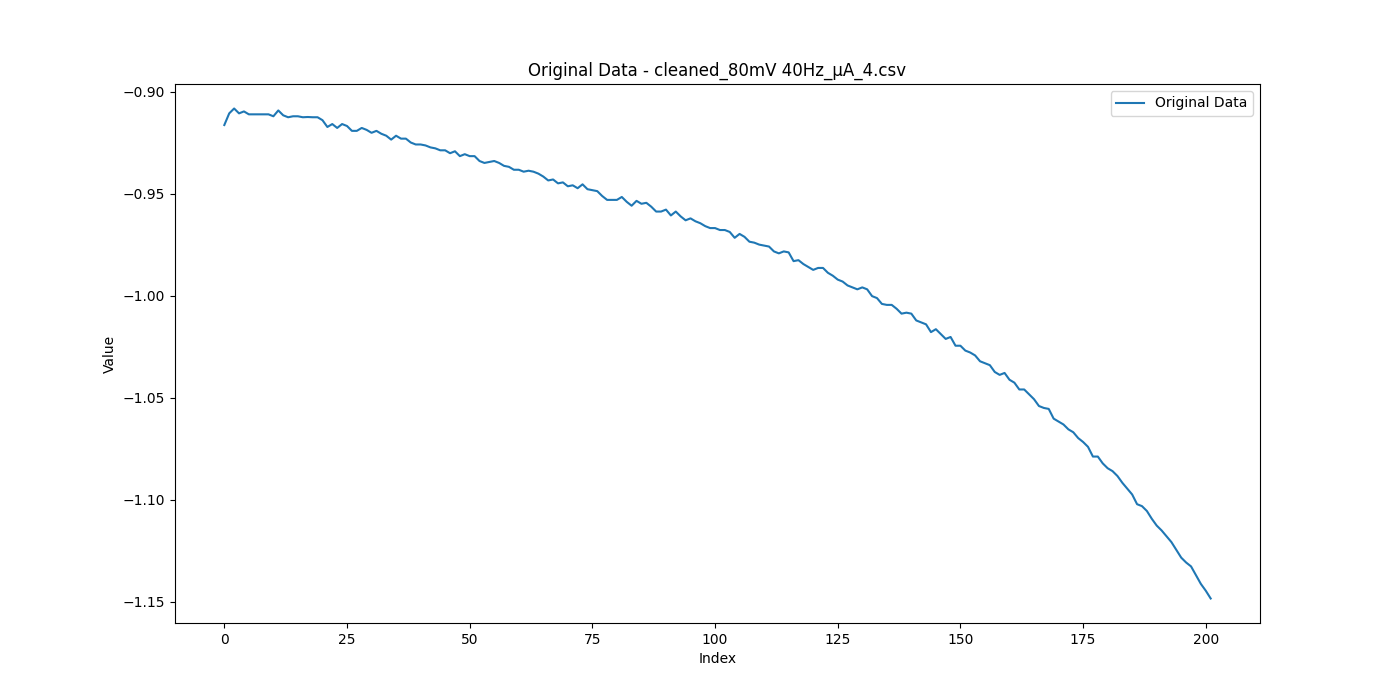 Original Data - cleaned_80mV 40Hz_µA_4.csv
Original Data
−0.90
−0.95
−1.00
−1.05
−1.10
−1.15
Value
0 25 50 75 100 125 150 175 200
Index